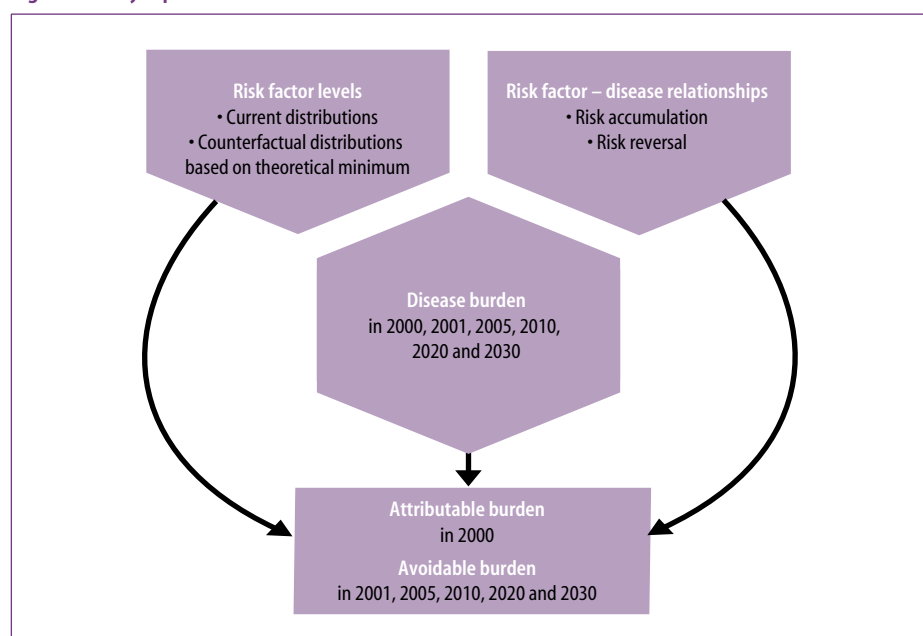 Risk factor levels
• Current distributions
• Counterfactual distributions
based on theoretical minimum
Risk factor – disease relationships
• Risk accumulation
• Risk reversal
Disease burden
in 2000, 2001, 2005, 2010,
2020 and 2030
Attributable burden
in 2000
Avoidable burden
in 2001, 2005, 2010, 2020 and 2030